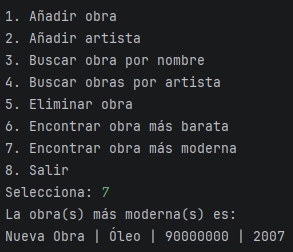 1. Añadir obra
2. Añadir artista
3. Buscar obra por nombre
4. Buscar obras por artista
5. Eliminar obra
6. Encontrar obra más barata
7. Encontrar obra más moderna
8. Salir
Selecciona: 7
La obra(s) más moderna(s) es:
Nueva Obra | Óleo | 90000000 | 2007